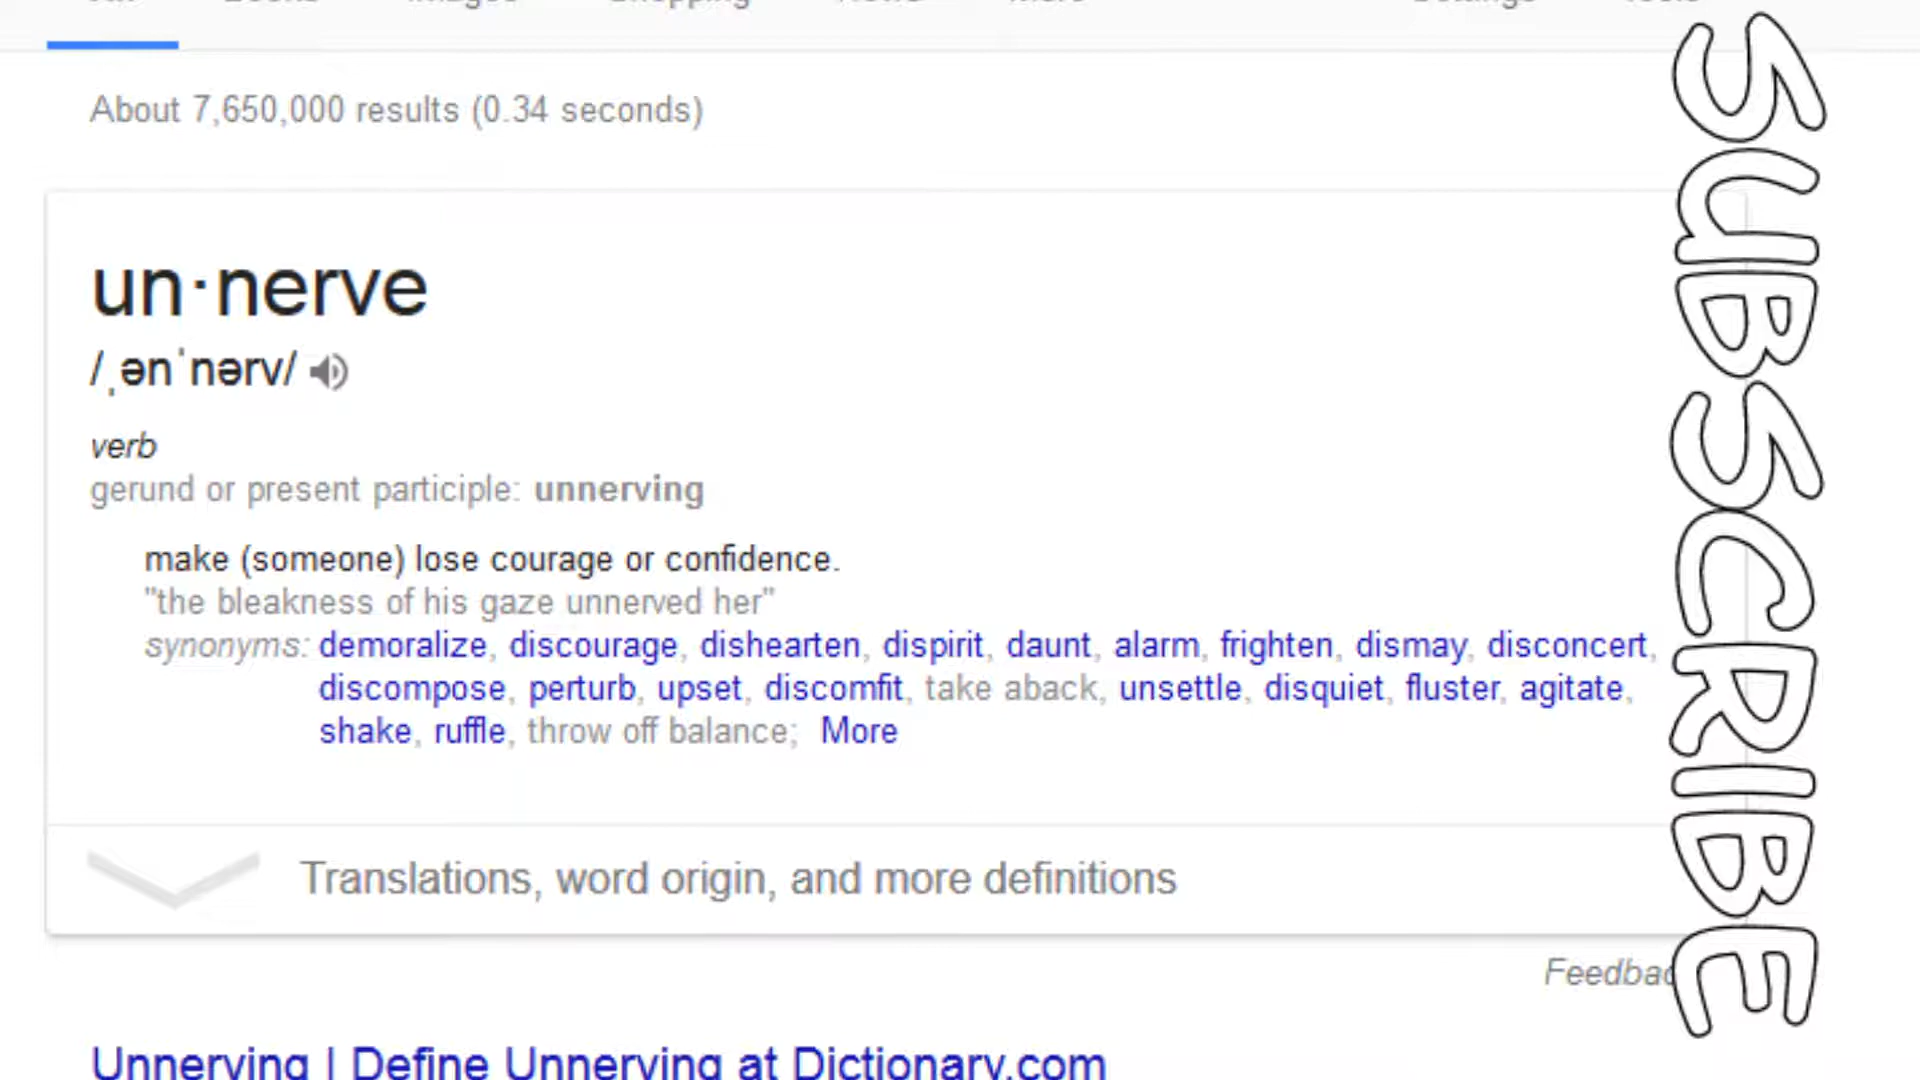 About 7,650,000 results (0.34 seconds)
un·nerve
/ˌənˈnərv/
verb
gerund or present participle: unnerving
make (someone) lose courage or confidence.
"the bleakness of his gaze unnerved her"
synonyms: demoralize, discourage, dishearten, dispirit, daunt, alarm, frighten, dismay, disconcert,
discompose, perturb, upset, discomfit, take aback, unsettle, disquiet, fluster, agitate,
shake, ruffle, throw off balance; More
Translations, word origin, and more definitions
Unnerving | Define Unnerving at Dictionary.com
SUBSCRIBE